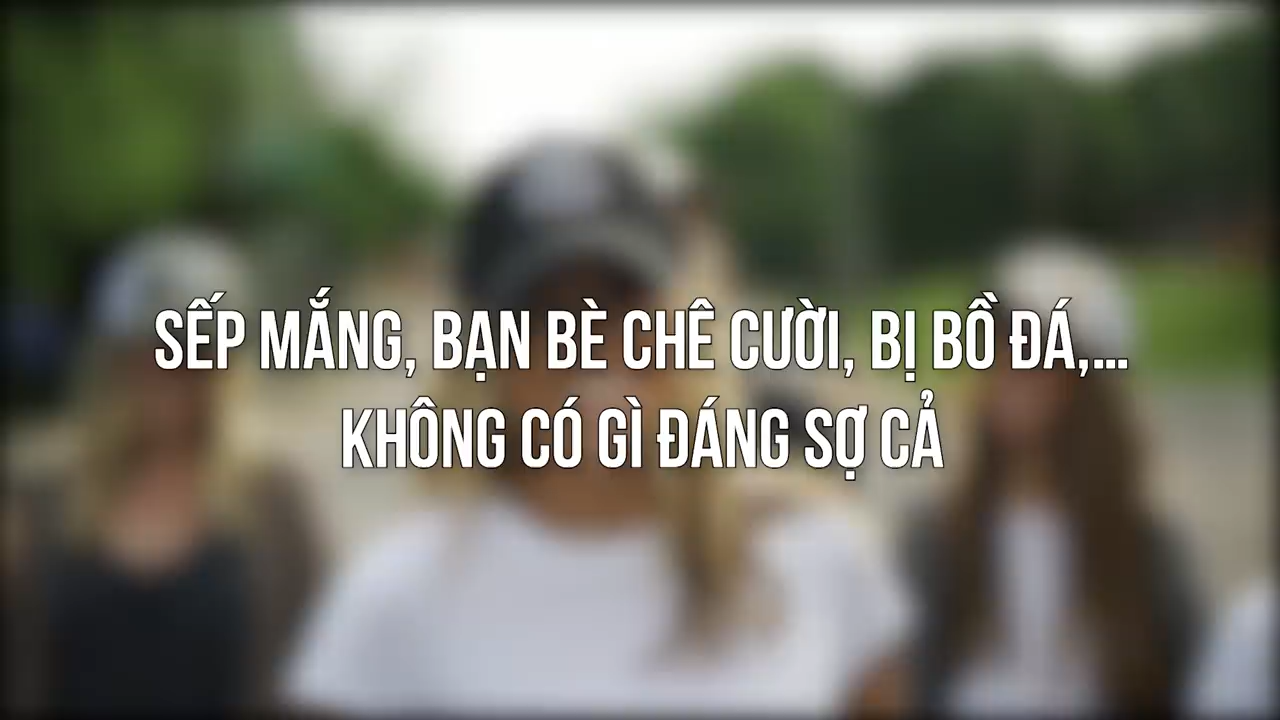 SẾP MẮNG, BẠN BÈ CHÊ CƯỜI, BỊ BỒ ĐÁ,...
KHÔNG CÓ GÌ ĐÁNG SỢ CẢ